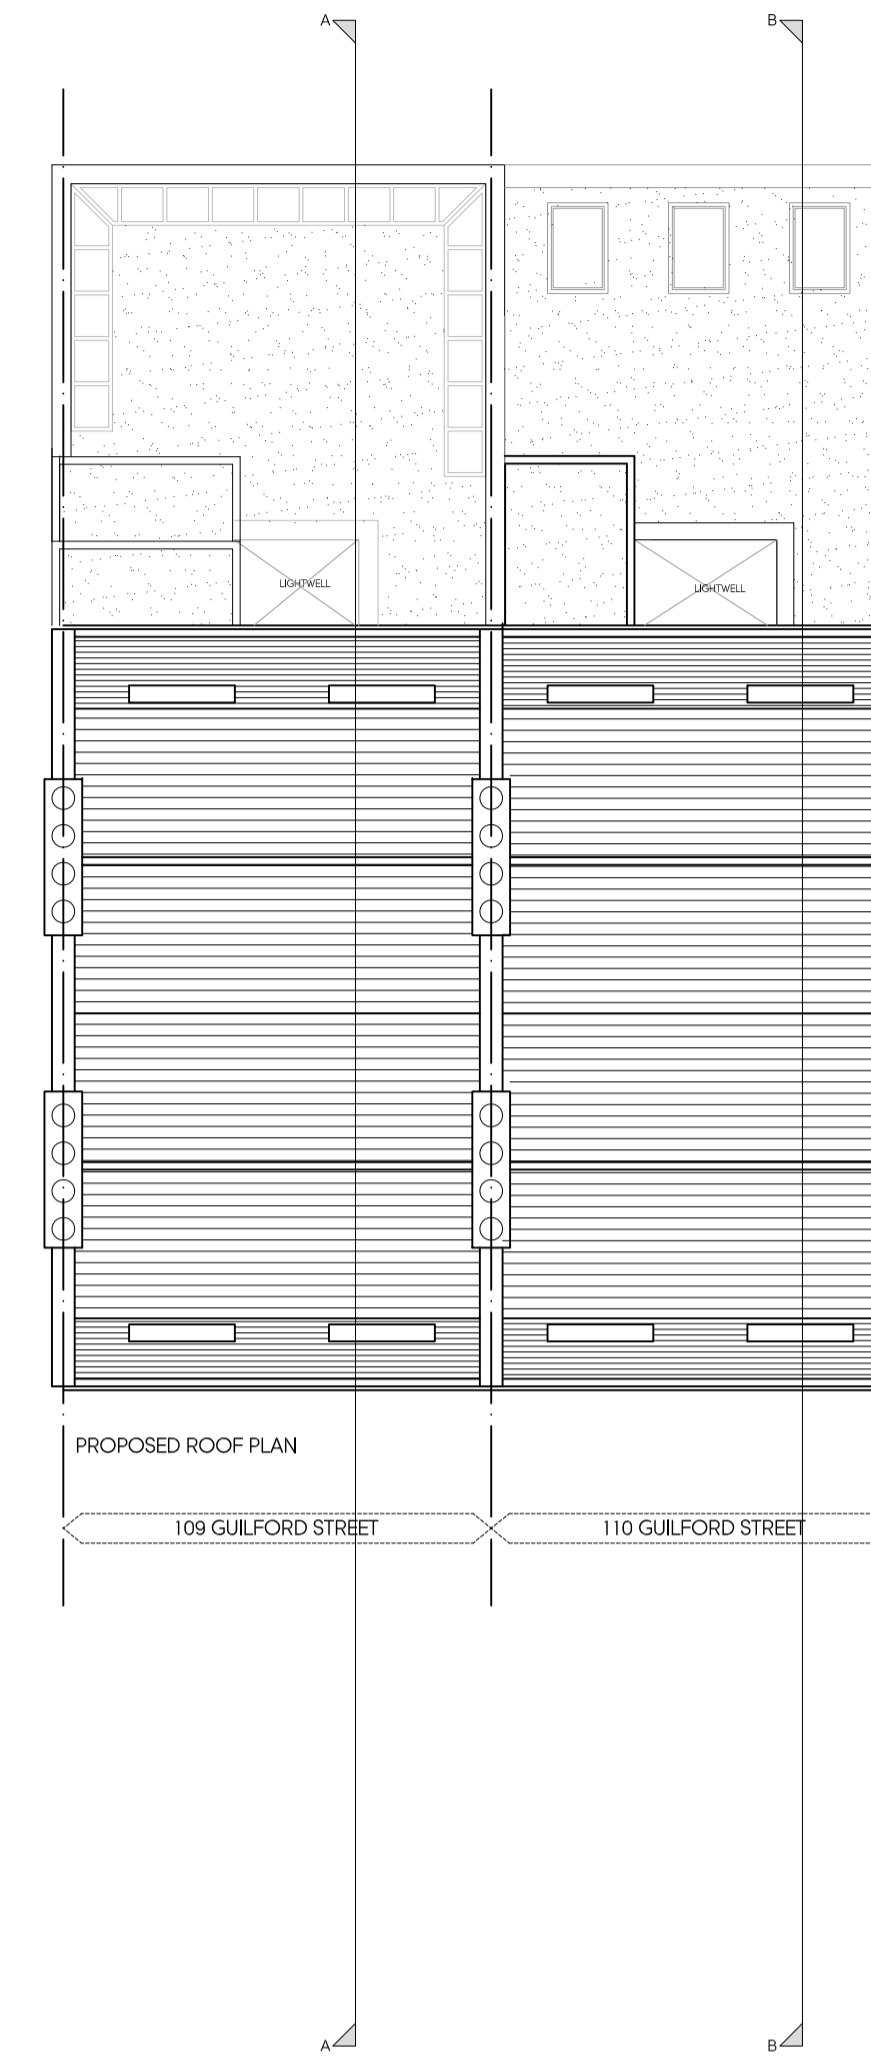 A B
LIGHTWELL
LIGHTWELL
PROPOSED ROOF PLAN
109 GUILFORD STREET
110 GUILFORD STREET
A B